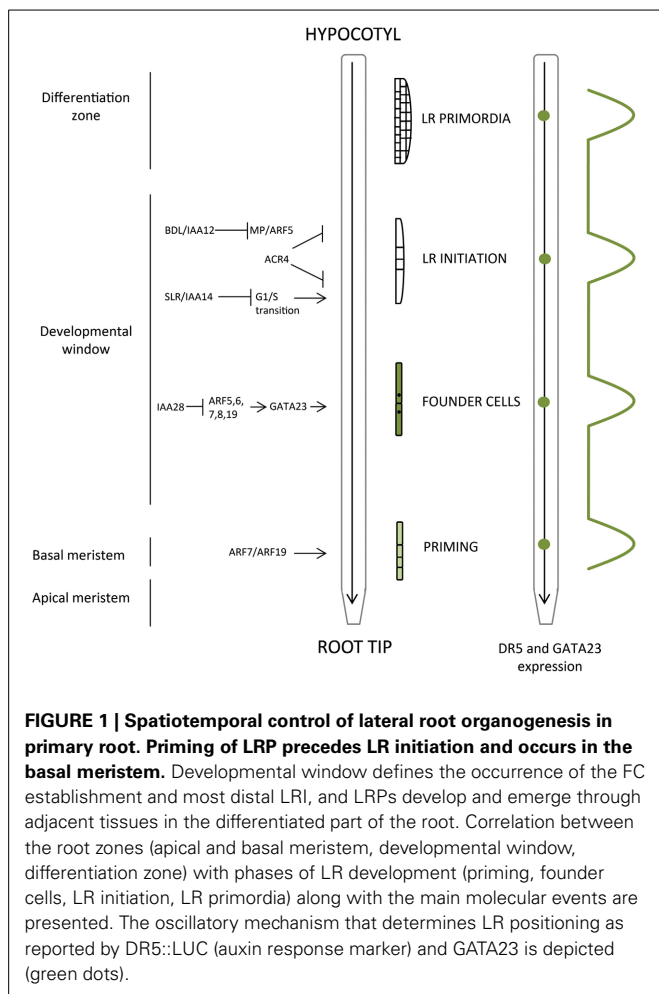 HYPOCOTYL
Differentiation
zone
LR PRIMORDIA
BDL/IAA12
MP/ARF5
ACR4
LR INITIATION
SLR/IAA14
G1/S
transition
Developmental
window
IAA28
ARF5,6,
7,8,19
GATA23
FOUNDER CELLS
Basal meristem
ARF7/ARF19
PRIMING
Apical meristem
ROOT TIP
DR5 and GATA23
expression
FIGURE 1 | Spatiotemporal control of lateral root organogenesis in
primary root. Priming of LRP precedes LR initiation and occurs in the
basal meristem. Developmental window defines the occurrence of the FC
establishment and most distal LRI, and LRPs develop and emerge through
adjacent tissues in the differentiated part of the root. Correlation between
the root zones (apical and basal meristem, developmental window,
differentiation zone) with phases of LR development (priming, founder
cells, LR initiation, LR primordia) along with the main molecular events are
presented. The oscillatory mechanism that determines LR positioning as
reported by DR5::LUC (auxin response marker) and GATA23 is depicted
(green dots).